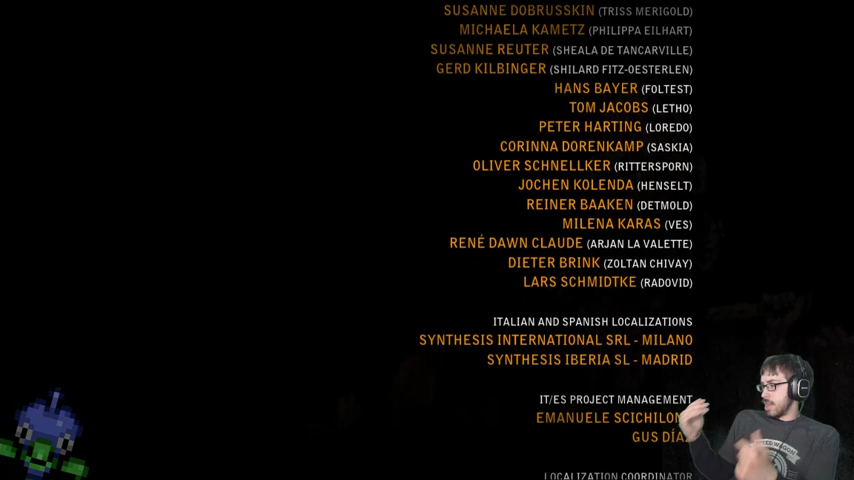 SUSANNE DOBRUSSKIN (TRISS MERIGOLD)
MICHAELA KAMETZ (PHILIPPA EILHART)
SUSANNE REUTER (SHEALA DE TANCARVILLE)
GERD KILBINGER (SHILARD FITZ-OESTERLEN)
HANS BAYER (FOLTEST)
TOM JACOBS (LETHO)
PETER HARTING (LOREDO)
CORINNA DORENKAMP (SASKIA)
OLIVER SCHNELLKER (RITTERSPORN)
JOCHEN KOLENDA (HENSELT)
REINER BAAKEN (DETMOLD)
MILENA KARAS (VES)
RENÉ DAWN CLAUDE (ARJAN LA VALETTE)
DIETER BRINK (ZOLTAN CHIVAY)
LARS SCHMIDTKE (RADOVID)
ITALIAN AND SPANISH LOCALIZATIONS
SYNTHESIS INTERNATIONAL SRL - MILANO
SYNTHESIS IBERIA SL - MADRID
IT/ES PROJECT MANAGEMENT
EMANUELE
GUS
LOCALIZATION COORDINATOR